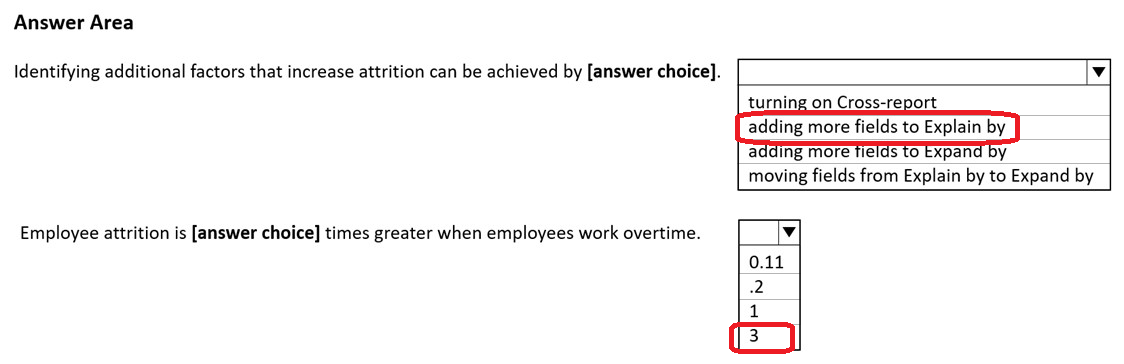 Answer Area
Identifying additional factors that increase attrition can be achieved by [answer choice].
turning on Cross-report
adding more fields to Explain by
adding more fields to Expand by
moving fields from Explain by to Expand by
Employee attrition is [answer choice] times greater when employees work overtime.
0.11
.2
1
3